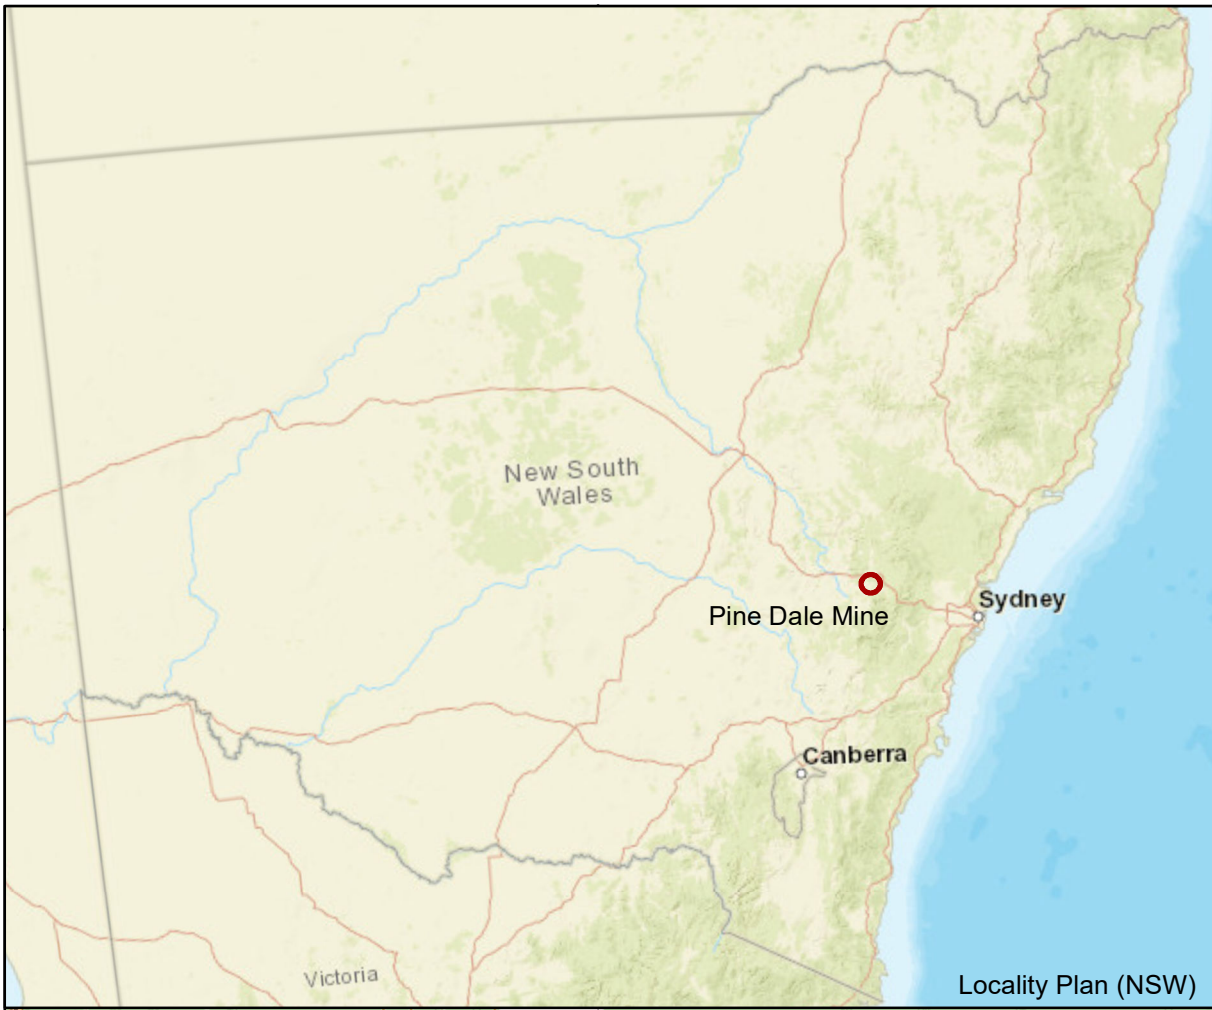 New South
Wales
Sydney
Pine Dale Mine
Canberra
Victoria
Locality Plan (NSW)